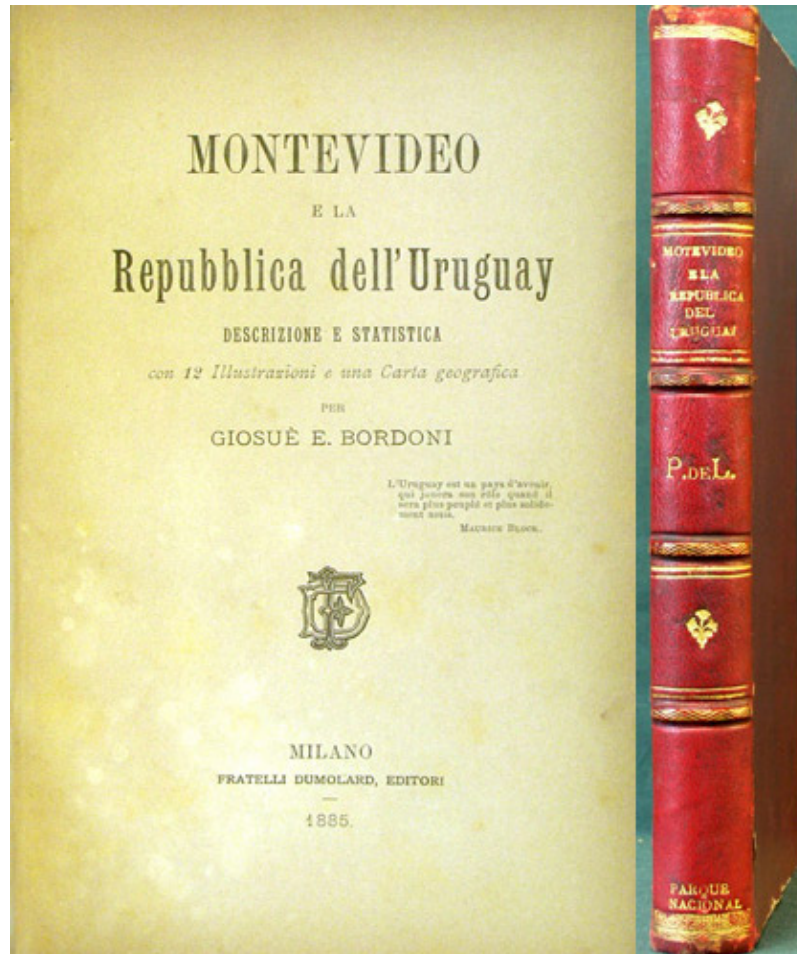 MONTEVIDEO
E LA
Repubblica dell'Uruguay
DESCRIZIONE E STATISTICA
con 12 Illustrazioni e una Carta geografica
PER
GIOSUÈ E. BORDONI
L'Uruguay est un pays d'avenir,
qui jouera son rôle quand il
sera plus peuplé et plus solide-
ment assis.
MAURICE BLOCK.
MILANO
FRATELLI DUMOLARD, EDITORI
1885.
MOTEVIDEO
E LA
REPUBLICA
DEL
URUGUAY
P. DE L.
PARQUE
NACIONAL